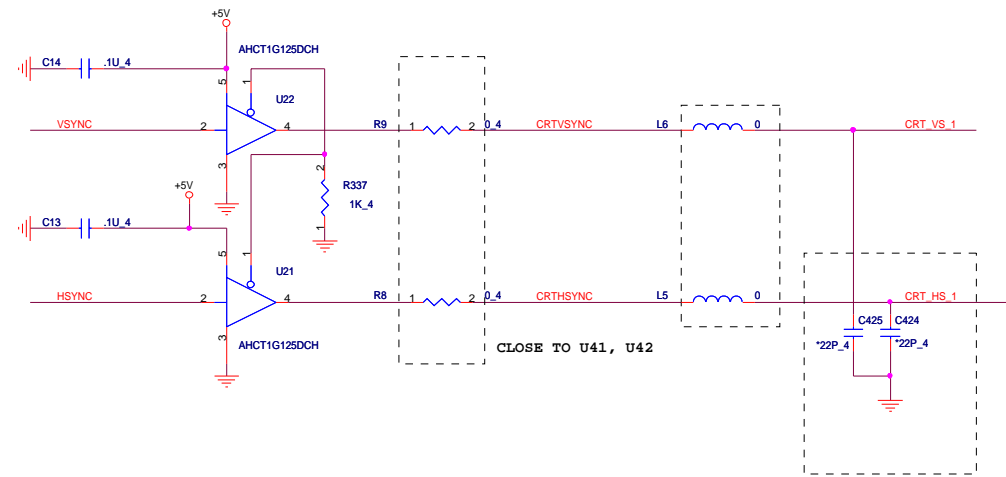 +5V
AHCT1G125DCH
C14 .1U_4
5 1
U22
VSYNC 2 4 R9 1 2 0_4 CRTVSYNC L6 0 CRT_VS_1
3
2
+5V
R337
1K_4
1
C13 .1U_4
5 1
U21
HSYNC 2 4 R8 1 2 0_4 CRTHSYNC L5 0 CRT_HS_1
3
AHCT1G125DCH
C425 C424
*22P_4 *22P_4
CLOSE TO U41, U42